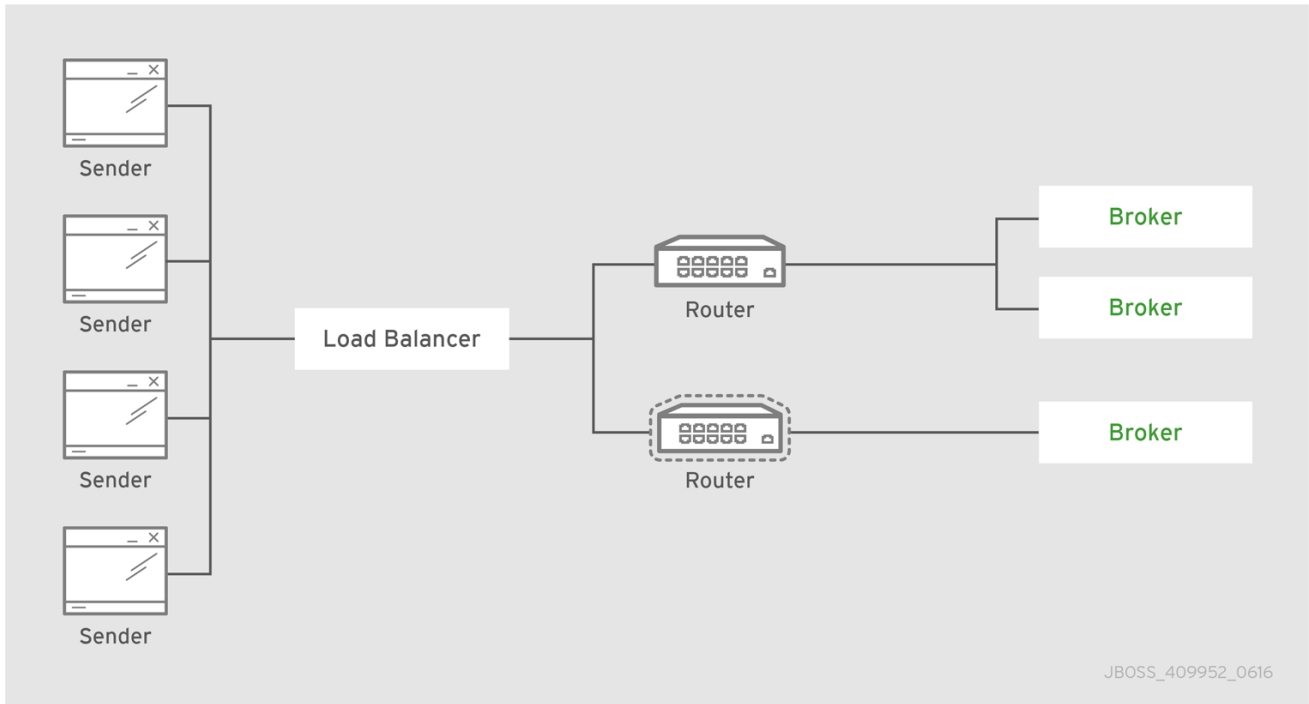 Sender
Sender
Sender
Sender
Load Balancer
Router
Router
Broker
Broker
Broker
JBOSS_409952_0616